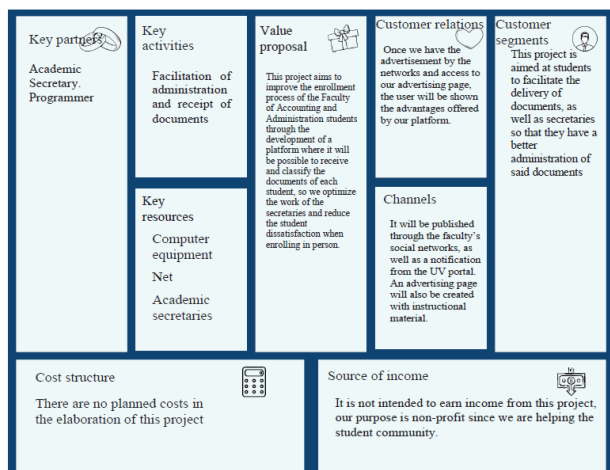 Key partners
Academic
Secretary.
Programmer
Key
activities
Facilitation of
administration
and receipt of
documents
Key
resources
Computer
equipment
Net
Academic
secretaries
Value
proposal
This project aims to
improve the enrollment
process of the Faculty
of Accounting and
Administration students
through the
development of a
platform where it will
be possible to receive
and classify the
documents of each
student, so we optimize
the work of the
secretaries and reduce
the student
dissatisfaction when
enrolling in person.
Customer relations
Once we have the
advertisement by the
networks and access to
our advertising page,
the user will be shown
the advantages offered
by our platform.
Channels
It will be published
through the faculty's
social networks, as
well as a notification
from the UV portal.
An advertising page
will also be created
with instructional
material.
Customer
segments
This project is
aimed at students
to facilitate the
delivery of
documents, as
well as secretaries
so that they have a
better
administration of
said documents
Cost structure
There are no planned costs in
the elaboration of this project
Source of income
It is not intended to earn income from this project,
our purpose is non-profit since we are helping the
student community.